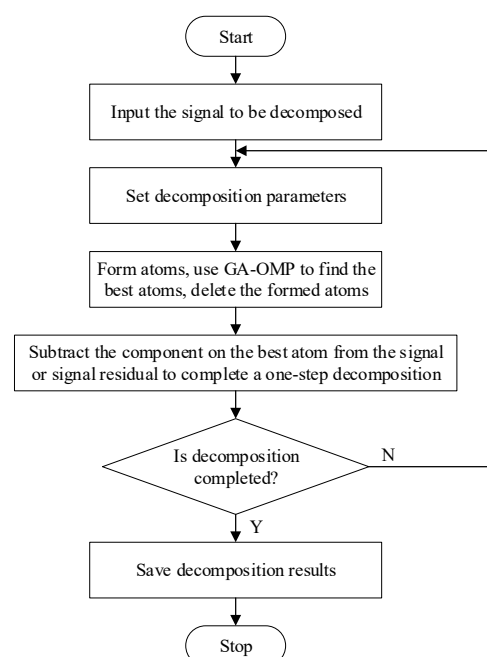 Start
Input the signal to be decomposed
Set decomposition parameters
Form atoms, use GA-OMP to find the
best atoms, delete the formed atoms
Subtract the component on the best atom from the signal
or signal residual to complete a one-step decomposition
Is decomposition
completed?
N
Y
Save decomposition results
Stop